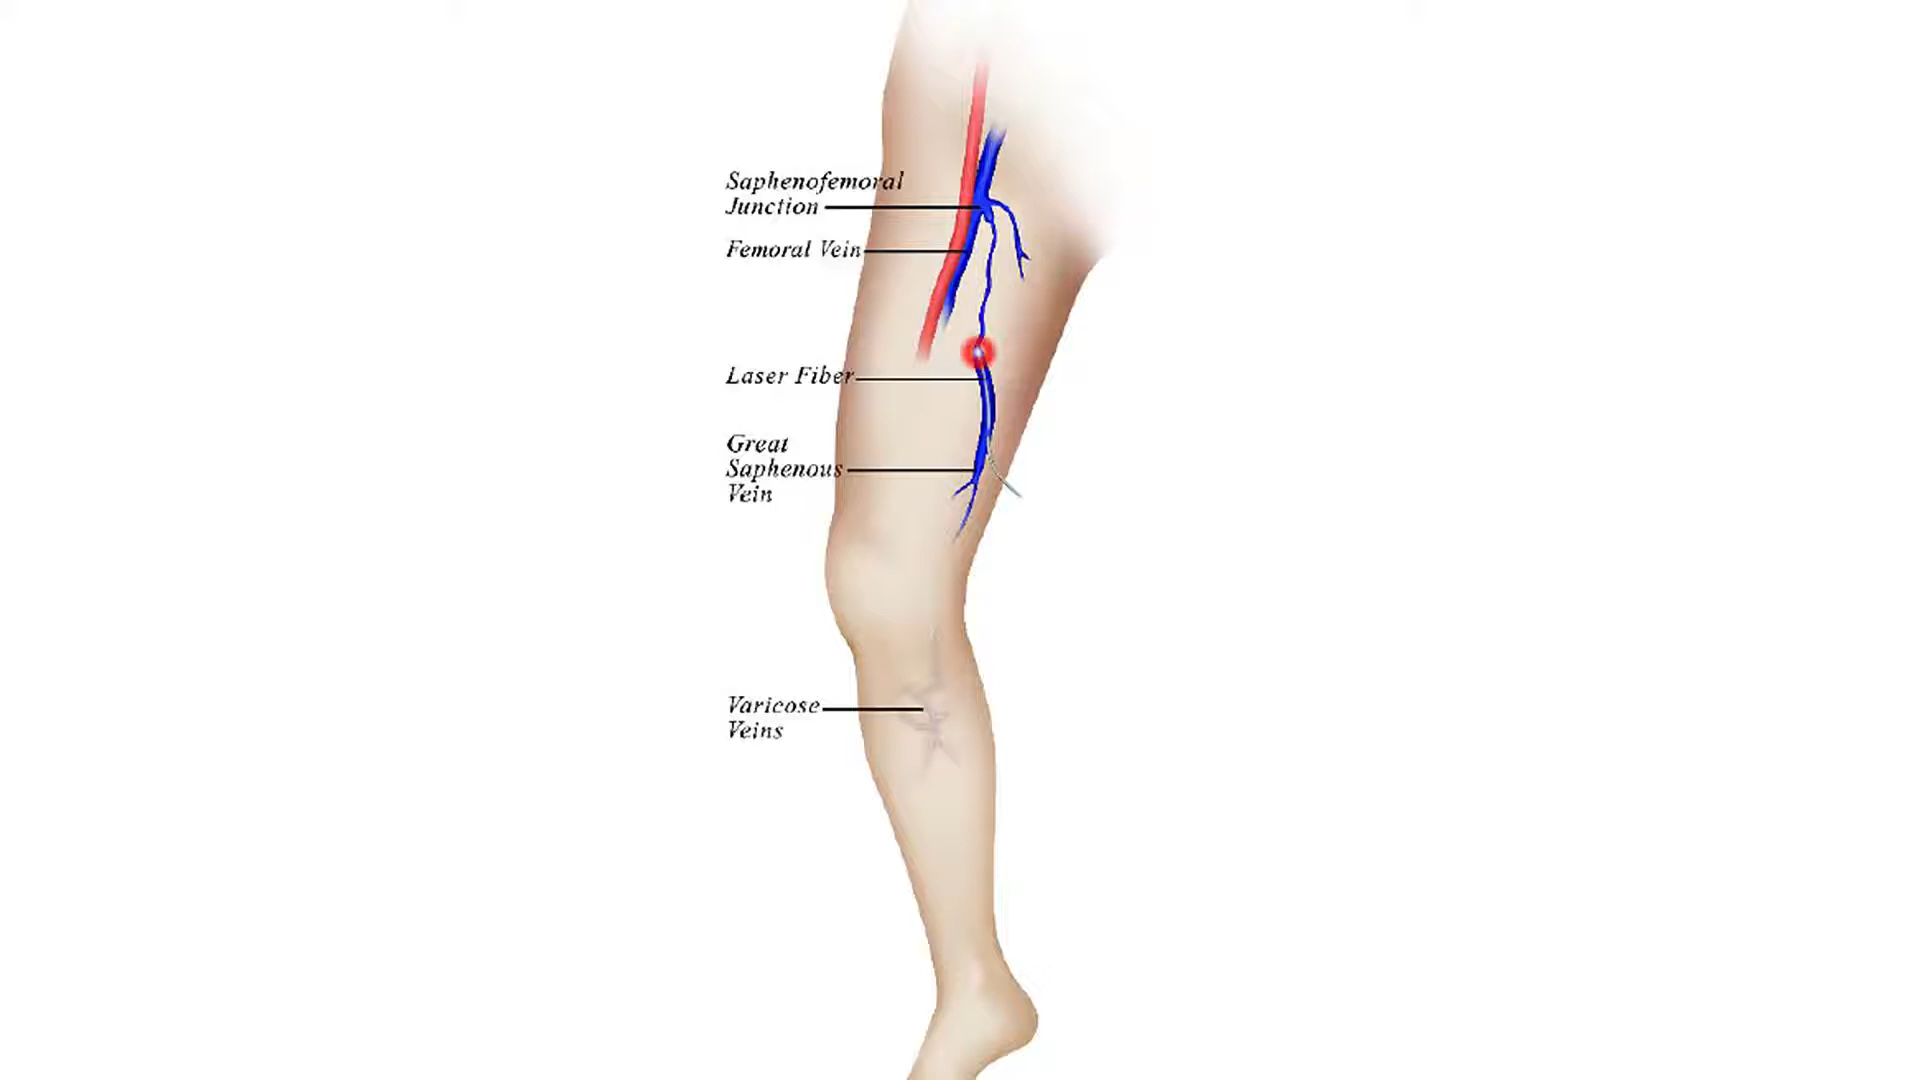 Saphenofemoral
Junction
Femoral Vein
Laser Fiber
Great
Saphenous
Vein
Varicose
Veins